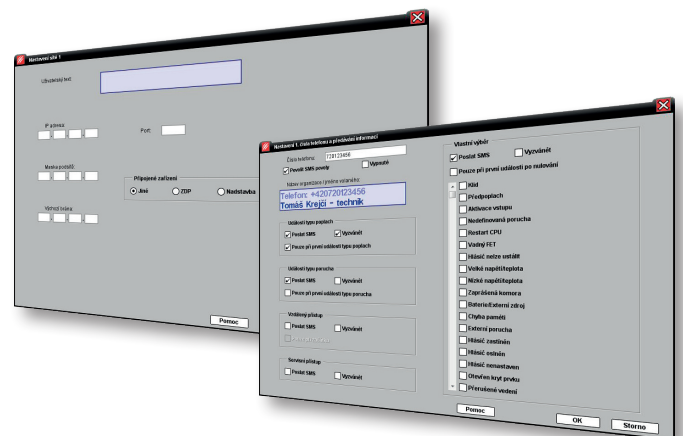 Nastavení sítě 1
Uživatelský text:
IP adresa:
Port:
Maska podsítě:
Připojené zařízení
Jiné
ZDP
Nadstavba
Výchozí brána:
Pomoc
Nastavení 1. čísla telefonu a předávání informací
Číslo telefonu:
720123456
Povolit SMS povely
Vypnuté
Název organizace / jméno volaného:
Telefon: +420720123456
Tomáš Krejčí - technik
Události typu poplach
Poslat SMS
Vyzvánět
Pouze při první události typu poplach
Události typu porucha
Poslat SMS
Vyzvánět
Pouze při první události typu porucha
Vzdálený přístup
Poslat SMS
Vyzvánět
Servisní přístup
Poslat SMS
Vyzvánět
Vlastní výběr
Poslat SMS
Vyzvánět
Pouze při první události po nulování
Klid
Předpoplach
Aktivace vstupu
Nedefinovaná porucha
Restart CPU
Vadný FET
Hlásič nelze ustálit
Velké napětí/teplota
Nízké napětí/teplota
Zaprášená komora
Baterie/Externí zdroj
Chyba paměti
Externí porucha
Hlásič zastíněn
Hlásič oslněn
Hlásič nenastaven
Otevřen kryt prvku
Přerušené vedení
Pomoc
OK
Storno